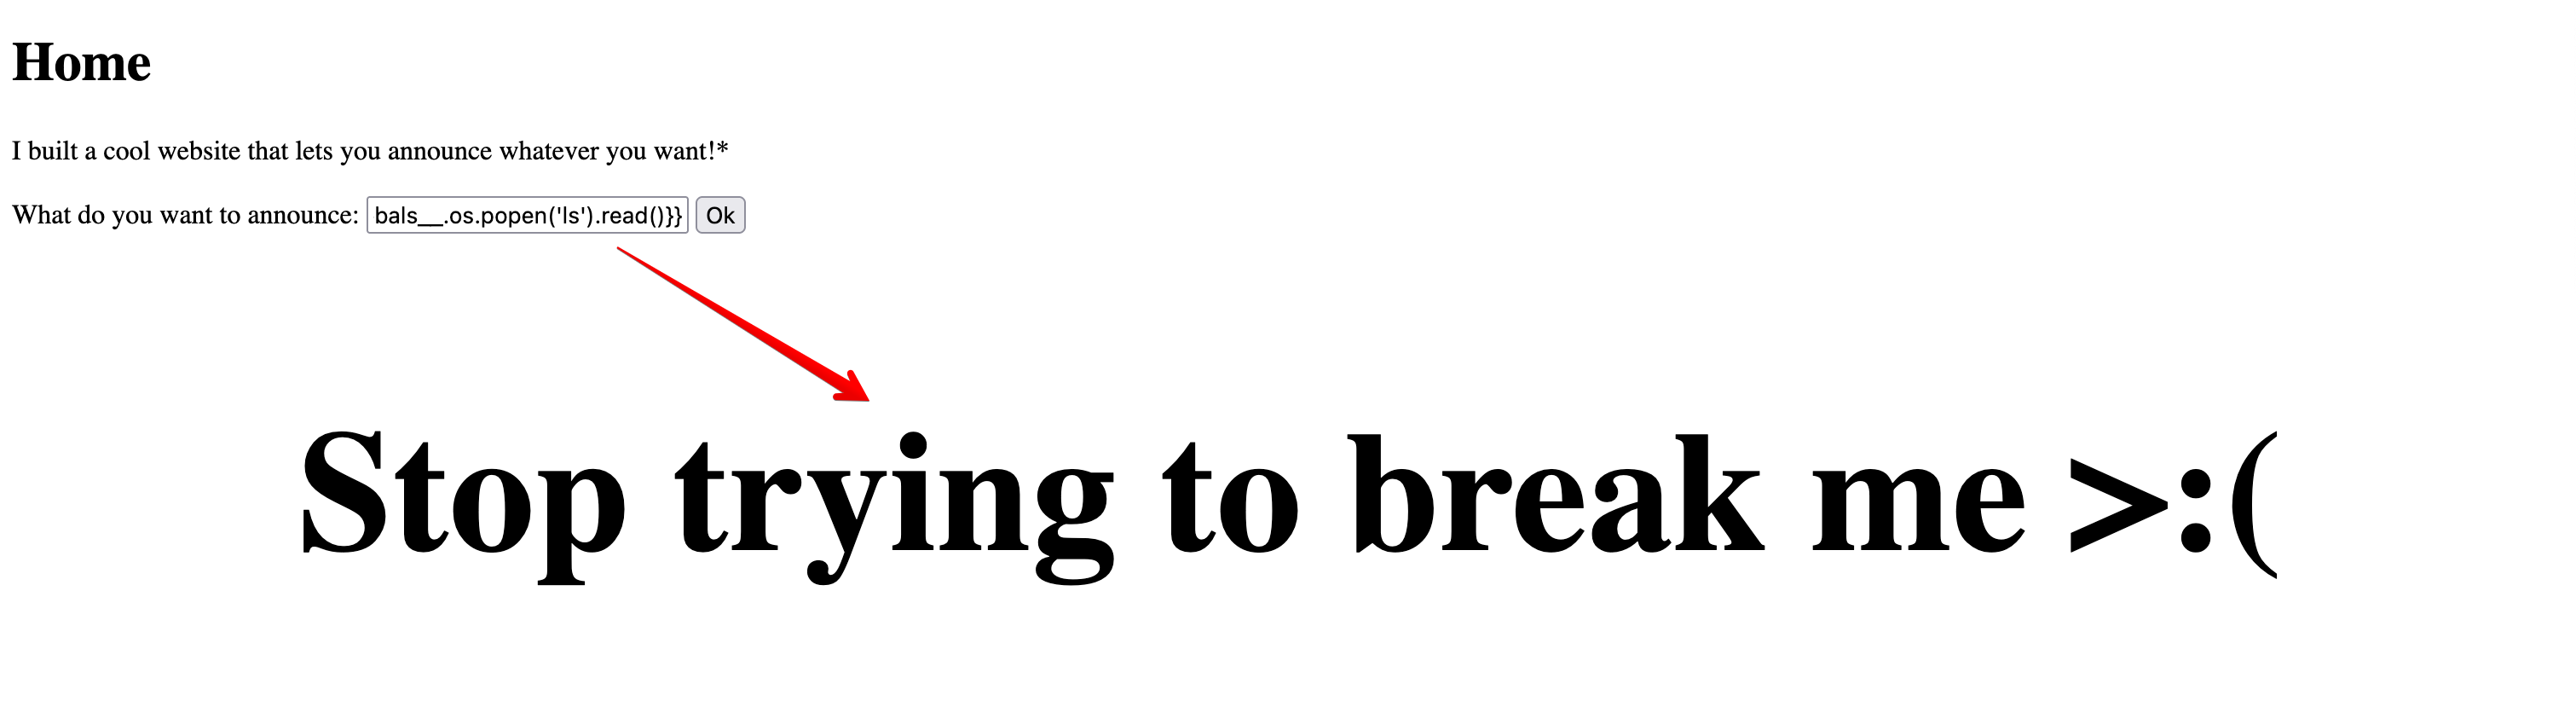 Home
I built a cool website that lets you announce whatever you want!*
What do you want to announce: bals__.os.popen('ls').read()}} Ok
Stop trying to break me >:(